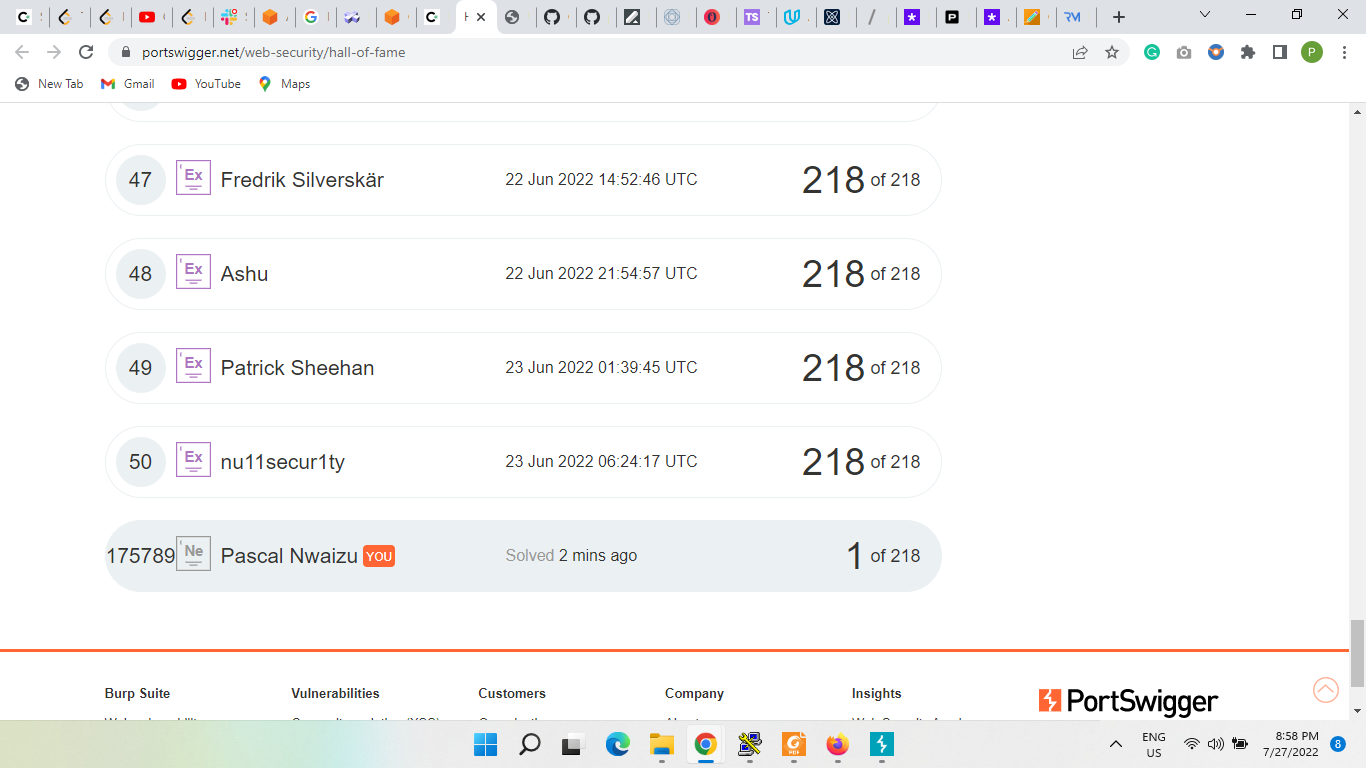 portswigger.net/web-security/hall-of-fame
P
New Tab
Gmail
YouTube
Maps
47 Ex Fredrik Silverskär 22 Jun 2022 14:52:46 UTC 218 of 218
48 Ex Ashu 22 Jun 2022 21:54:57 UTC 218 of 218
49 Ex Patrick Sheehan 23 Jun 2022 01:39:45 UTC 218 of 218
50 Ex nu11secur1ty 23 Jun 2022 06:24:17 UTC 218 of 218
175789 Ne Pascal Nwaizu YOU Solved 2 mins ago 1 of 218
Burp Suite
Vulnerabilities
Customers
Company
Insights
PortSwigger
ENG
US
8:58 PM
7/27/2022
8